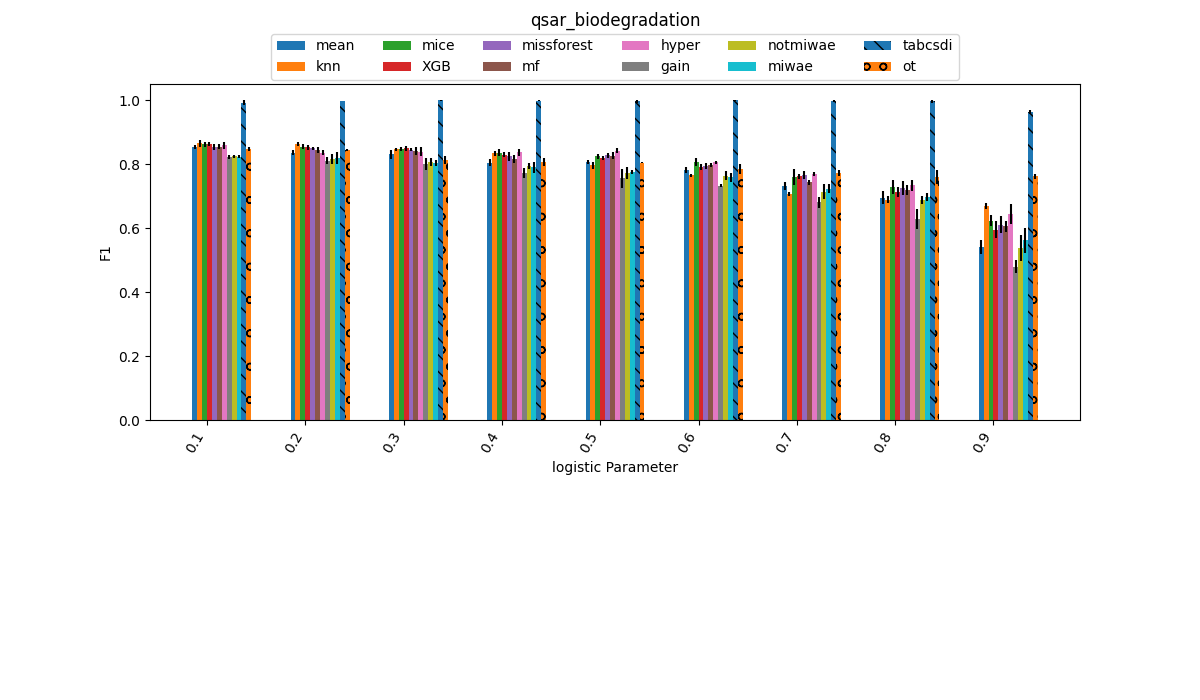 qsar_biodegradation
mean mice missforest hyper notmiwae tabcsdi
knn XGB mf gain miwae ot
1.0
0.8
0.6
0.4
0.2
0.0
F1
0.1 0.2 0.3 0.4 0.5 0.6 0.7 0.8 0.9
logistic Parameter